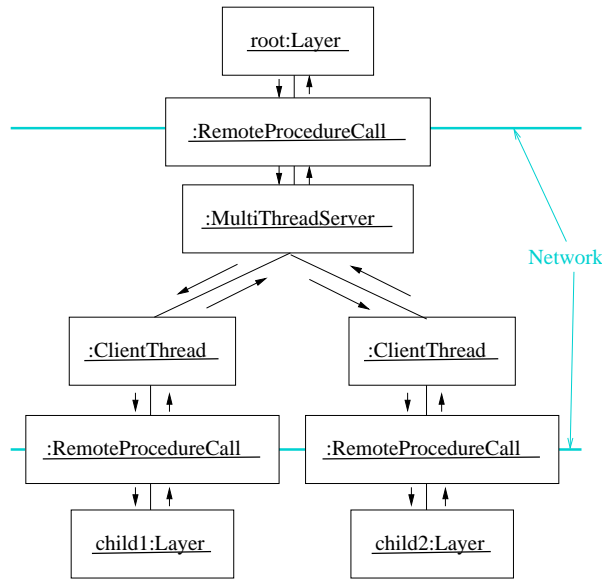 root:Layer
:RemoteProcedureCall
:MultiThreadServer
Network
:ClientThread
:ClientThread
:RemoteProcedureCall
:RemoteProcedureCall
child1:Layer
child2:Layer